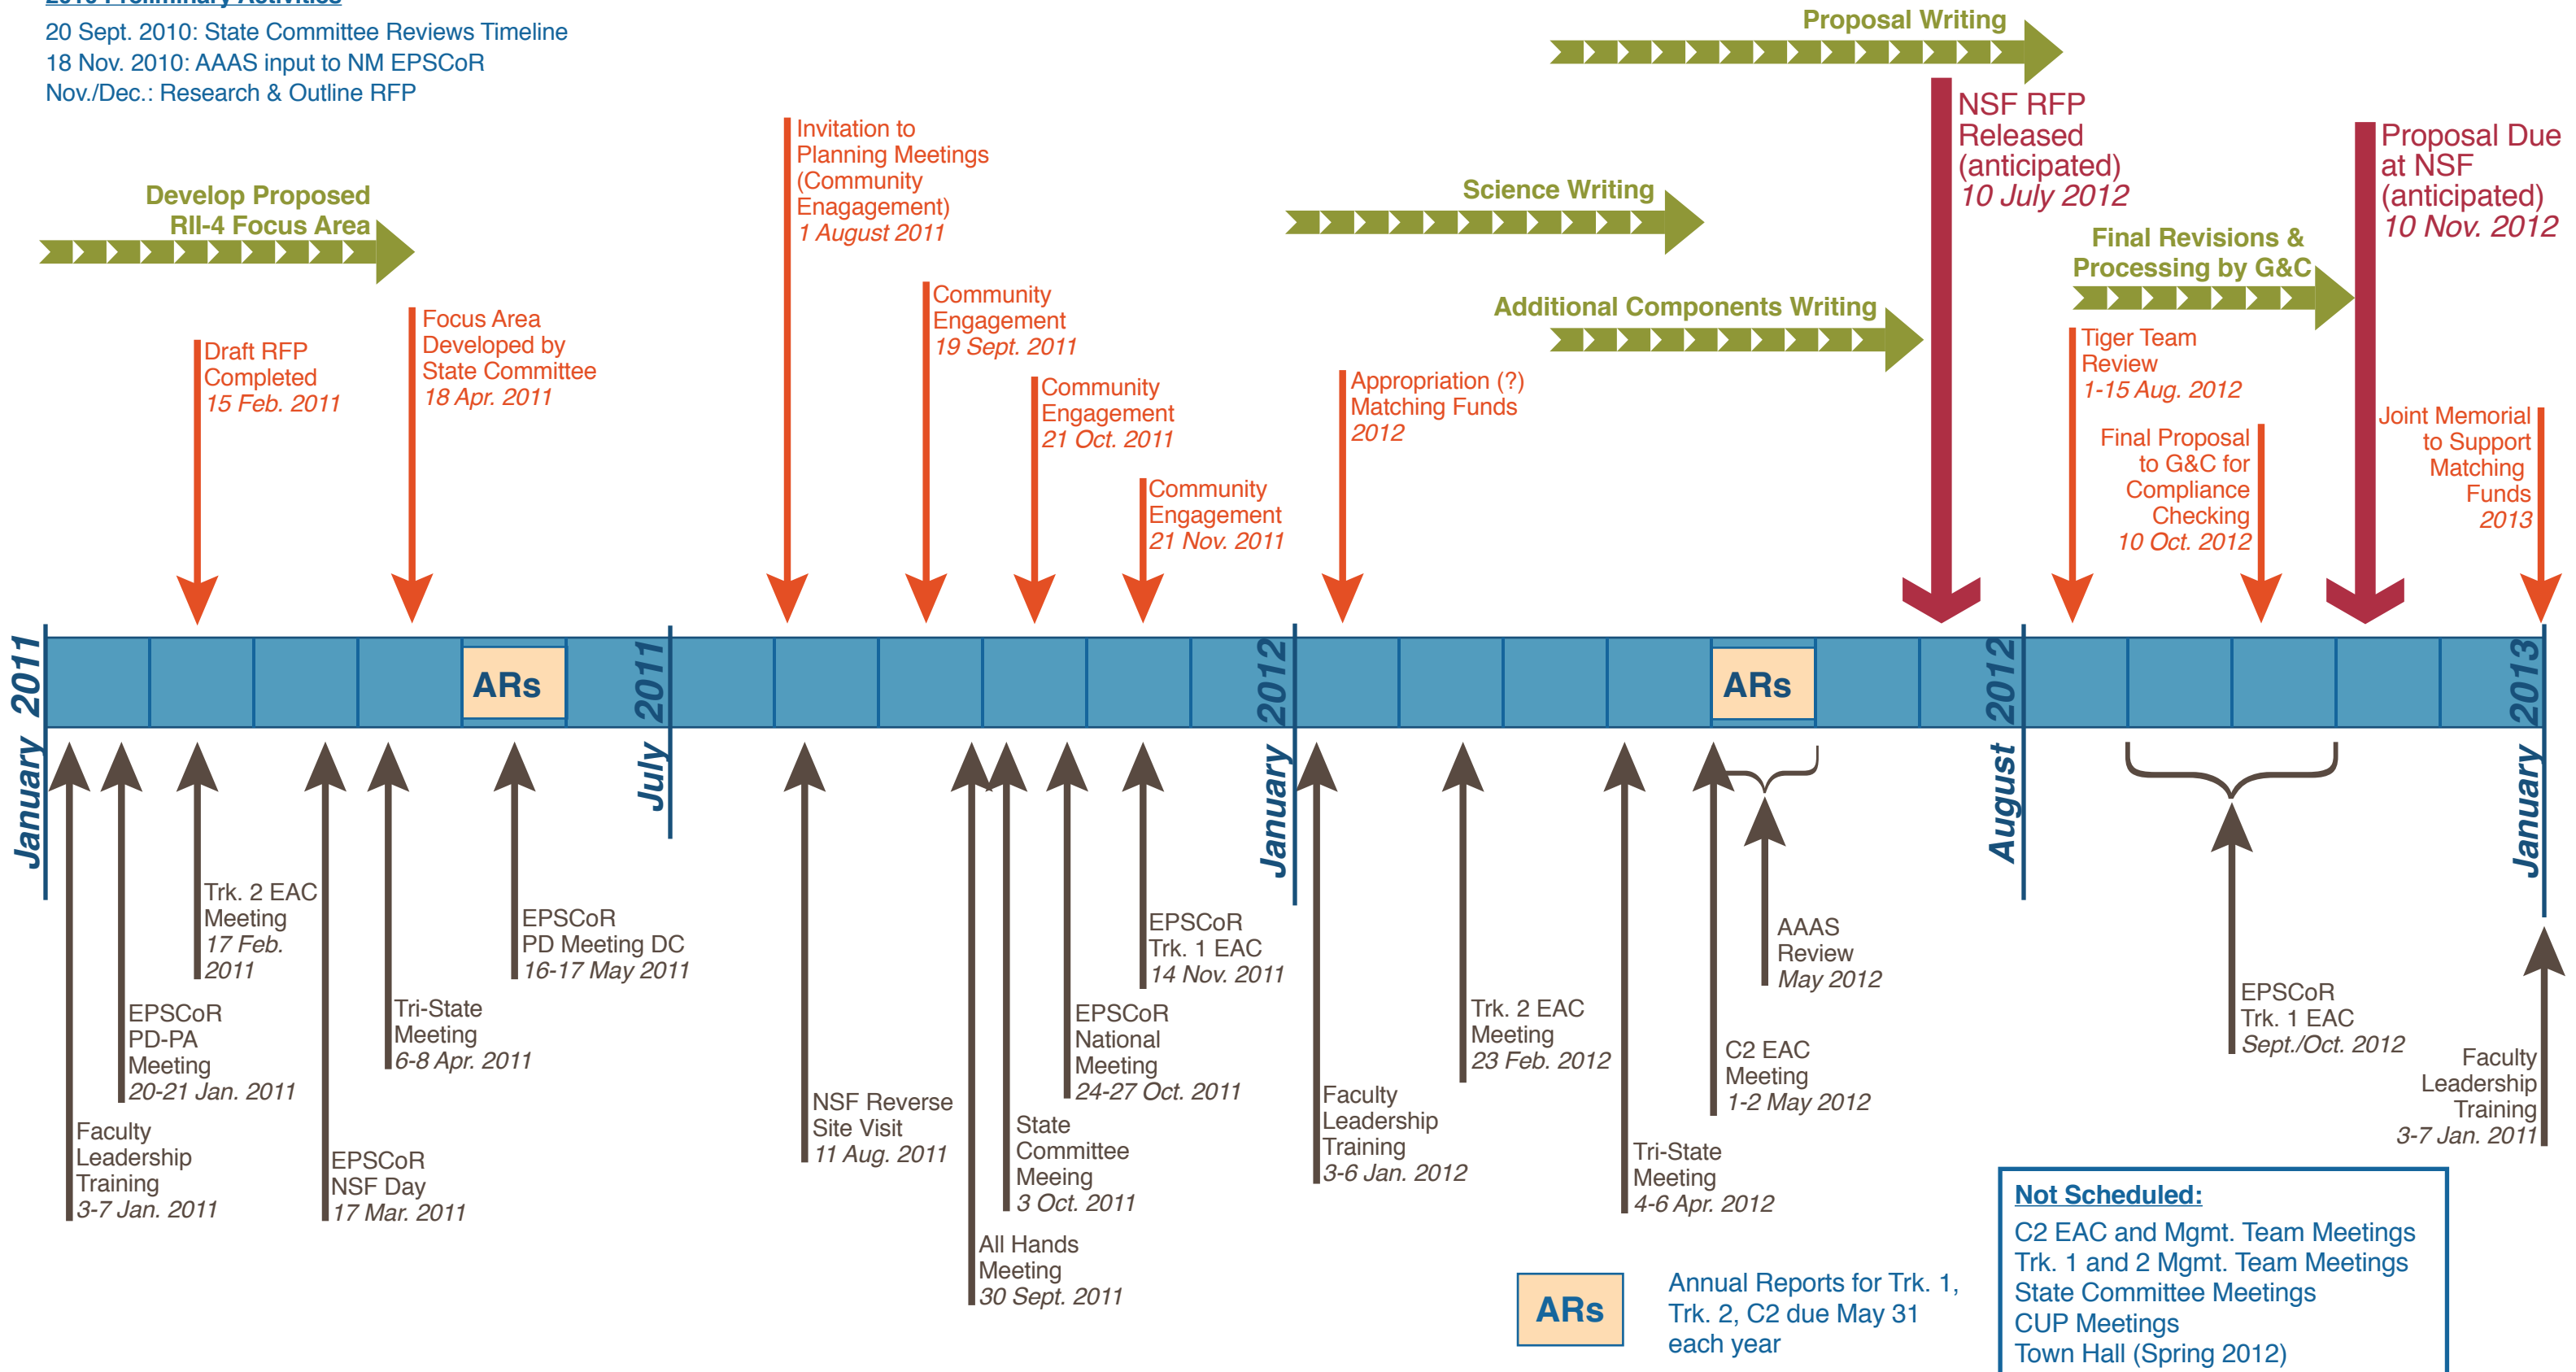 2010 Preliminary Activities
20 Sept. 2010: State Committee Reviews Timeline
18 Nov. 2010: AAAS input to NM EPSCoR
Nov./Dec.: Research & Outline RFP
Proposal Writing
NSF RFP
Released
(anticipated)
10 July 2012
Proposal Due
at NSF
(anticipated)
10 Nov. 2012
Invitation to
Planning Meetings
(Community
Enagagement)
1 August 2011
Develop Proposed
RII-4 Focus Area
Science Writing
Final Revisions &
Processing by G&C
Community
Engagement
19 Sept. 2011
Additional Components Writing
Focus Area
Developed by
State Committee
18 Apr. 2011
Draft RFP
Completed
15 Feb. 2011
Community
Engagement
21 Oct. 2011
Appropriation (?)
Matching Funds
2012
Tiger Team
Review
1-15 Aug. 2012
Joint Memorial
to Support
Matching
Funds
2013
Final Proposal
to G&C for
Compliance
Checking
10 Oct. 2012
Community
Engagement
21 Nov. 2011
January 2011
ARs
July 2011
January 2012
ARs
August 2012
January 2013
Trk. 2 EAC
Meeting
17 Feb.
2011
EPSCoR
PD Meeting DC
16-17 May 2011
EPSCoR
Trk. 1 EAC
14 Nov. 2011
AAAS
Review
May 2012
EPSCoR
PD-PA
Meeting
20-21 Jan. 2011
Tri-State
Meeting
6-8 Apr. 2011
EPSCoR
National
Meeting
24-27 Oct. 2011
Trk. 2 EAC
Meeting
23 Feb. 2012
C2 EAC
Meeting
1-2 May 2012
EPSCoR
Trk. 1 EAC
Sept./Oct. 2012
Faculty
Leadership
Training
3-7 Jan. 2011
Faculty
Leadership
Training
3-7 Jan. 2011
EPSCoR
NSF Day
17 Mar. 2011
NSF Reverse
Site Visit
11 Aug. 2011
State
Committee
Meeing
3 Oct. 2011
Faculty
Leadership
Training
3-6 Jan. 2012
Tri-State
Meeting
4-6 Apr. 2012
All Hands
Meeting
30 Sept. 2011
ARs
Annual Reports for Trk. 1,
Trk. 2, C2 due May 31
each year
Not Scheduled:
C2 EAC and Mgmt. Team Meetings
Trk. 1 and 2 Mgmt. Team Meetings
State Committee Meetings
CUP Meetings
Town Hall (Spring 2012)